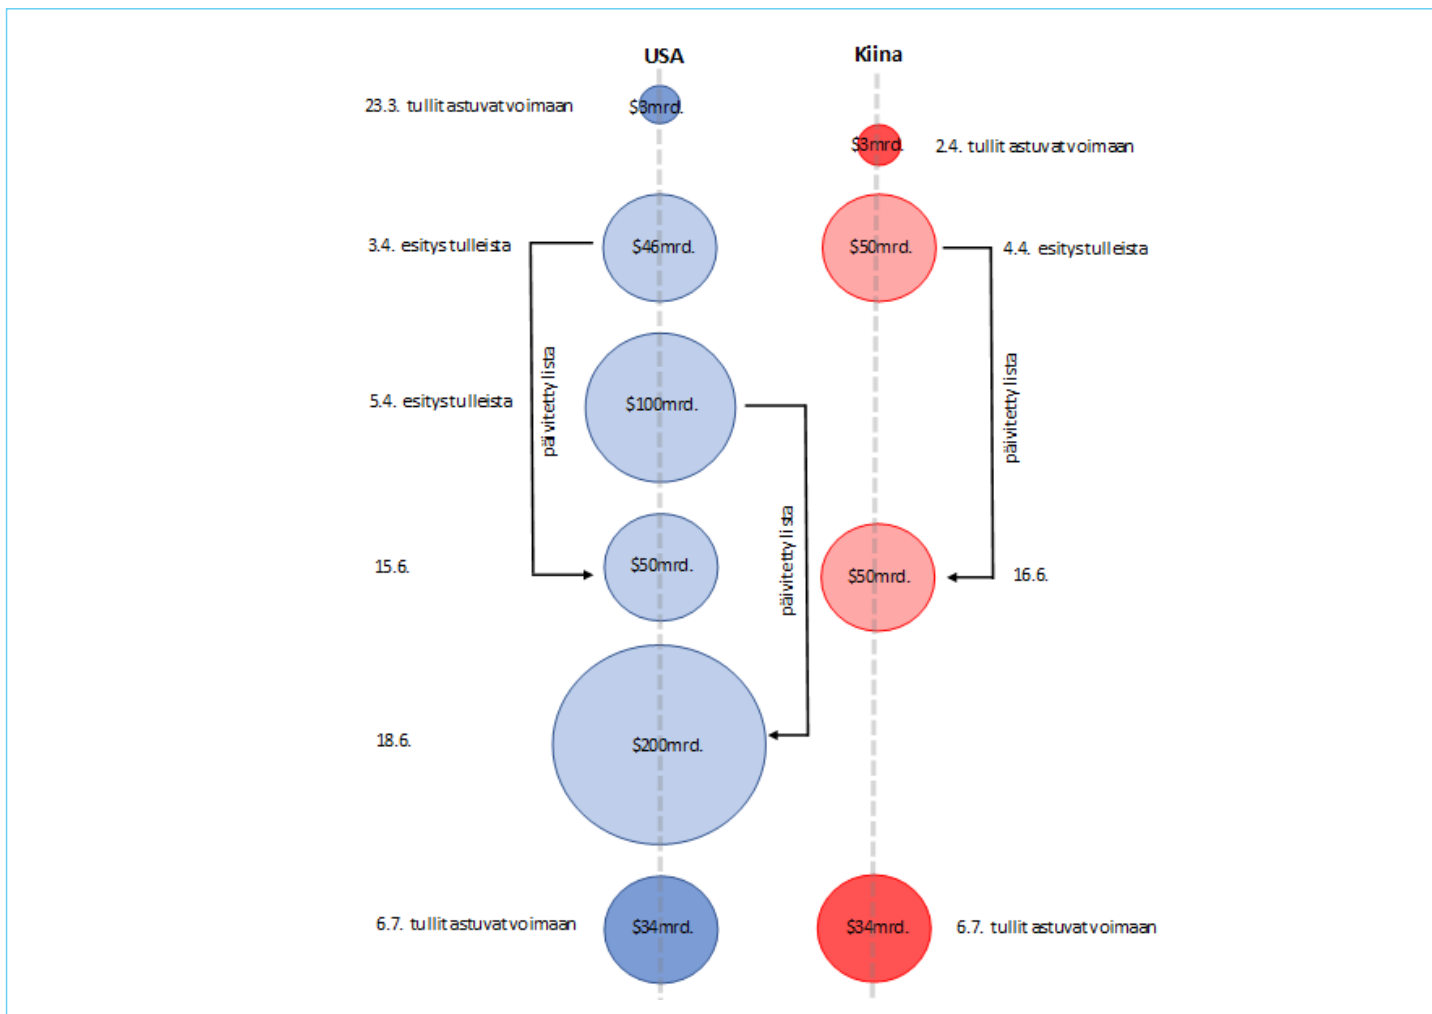 USA
Kiina
23.3. tullit astuvat voimaan
$3mrd.
$3mrd.
2.4. tullit astuvat voimaan
3.4. esitys tulleista
$46mrd.
$50mrd.
4.4. esitys tulleista
päivitetty lista
päivitetty lista
5.4. esitys tulleista
$100mrd.
päivitetty lista
15.6.
$50mrd.
$50mrd.
16.6.
18.6.
$200mrd.
6.7. tullit astuvat voimaan
$34mrd.
$34mrd.
6.7. tullit astuvat voimaan